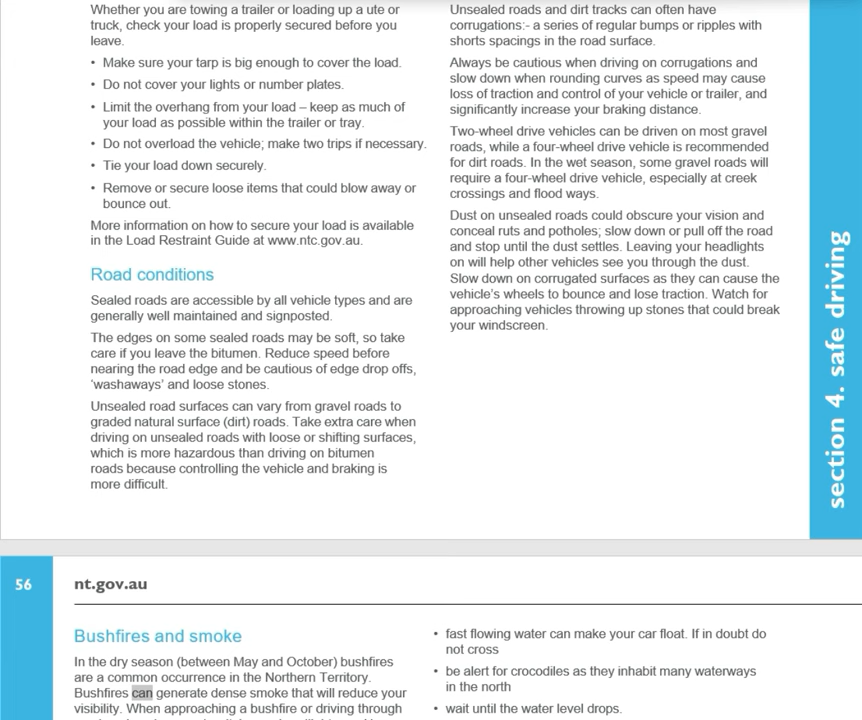 Whether you are towing a trailer or loading up a ute or
truck, check your load is properly secured before you
leave.
• Make sure your tarp is big enough to cover the load.
• Do not cover your lights or number plates.
• Limit the overhang from your load – keep as much of
your load as possible within the trailer or tray.
• Do not overload the vehicle; make two trips if necessary.
• Tie your load down securely.
• Remove or secure loose items that could blow away or
bounce out.
More information on how to secure your load is available
in the Load Restraint Guide at www.ntc.gov.au.
Road conditions
Sealed roads are accessible by all vehicle types and are
generally well maintained and signposted.
The edges on some sealed roads may be soft, so take
care if you leave the bitumen. Reduce speed before
nearing the road edge and be cautious of edge drop offs,
'washaways' and loose stones.
Unsealed road surfaces can vary from gravel roads to
graded natural surface (dirt) roads. Take extra care when
driving on unsealed roads with loose or shifting surfaces,
which is more hazardous than driving on bitumen
roads because controlling the vehicle and braking is
more difficult.
Unsealed roads and dirt tracks can often have
corrugations:- a series of regular bumps or ripples with
shorts spacings in the road surface.
Always be cautious when driving on corrugations and
slow down when rounding curves as speed may cause
loss of traction and control of your vehicle or trailer, and
significantly increase your braking distance.
Two-wheel drive vehicles can be driven on most gravel
roads, while a four-wheel drive vehicle is recommended
for dirt roads. In the wet season, some gravel roads will
require a four-wheel drive vehicle, especially at creek
crossings and flood ways.
Dust on unsealed roads could obscure your vision and
conceal ruts and potholes; slow down or pull off the road
and stop until the dust settles. Leaving your headlights
on will help other vehicles see you through the dust.
Slow down on corrugated surfaces as they can cause the
vehicle's wheels to bounce and lose traction. Watch for
approaching vehicles throwing up stones that could break
your windscreen.
section 4. safe driving
56
nt.gov.au
Bushfires and smoke
In the dry season (between May and October) bushfires
are a common occurrence in the Northern Territory.
Bushfires can generate dense smoke that will reduce your
visibility. When approaching a bushfire or driving through
• fast flowing water can make your car float. If in doubt do
not cross
• be alert for crocodiles as they inhabit many waterways
in the north
• wait until the water level drops.